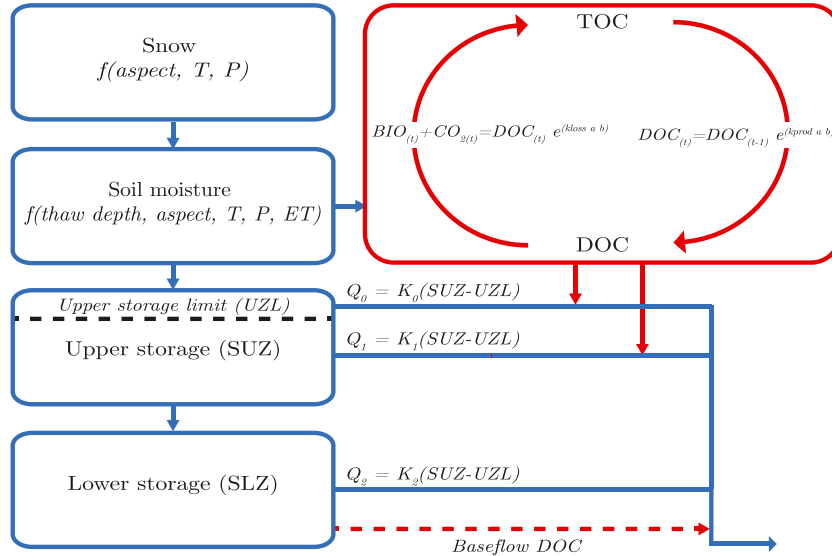 Snow
f(aspect, T, P)
TOC
BIO(t)+CO2(t)=DOC(t) e(kloss a b)
DOC(t)=DOC(t-1) e(kprod a b)
Soil moisture
f(thaw depth, aspect, T, P, ET)
DOC
Upper storage limit (UZL)
Upper storage (SUZ)
Q0 = K0(SUZ-UZL)
Q1 = K1(SUZ-UZL)
Lower storage (SLZ)
Q2 = K2(SUZ-UZL)
Baseflow DOC